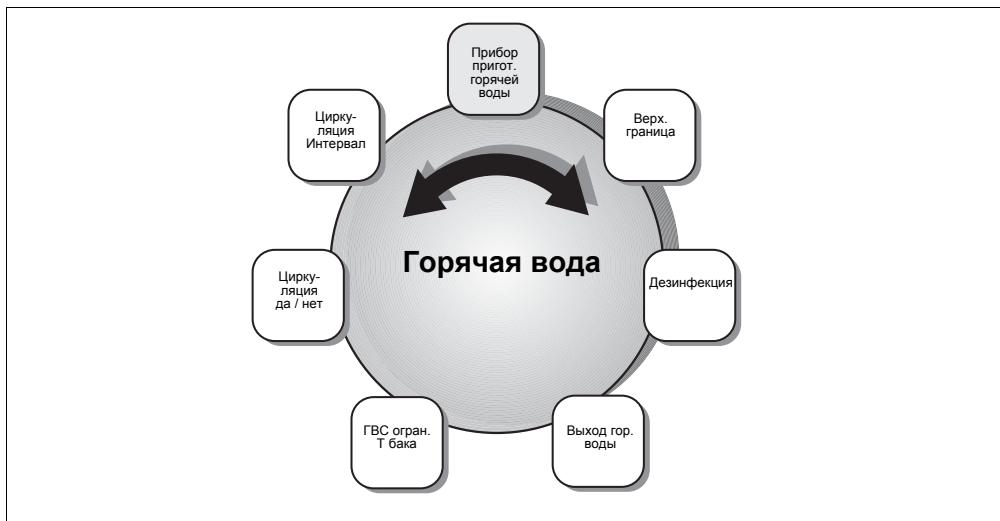 Прибор
пригот.
горячей
воды
Верх.
граница
Дезинфекция
Выход гор.
воды
ГВС огран.
Т бака
Цирку-
ляция
да / нет
Цирку-
ляция
Интервал
Горячая вода